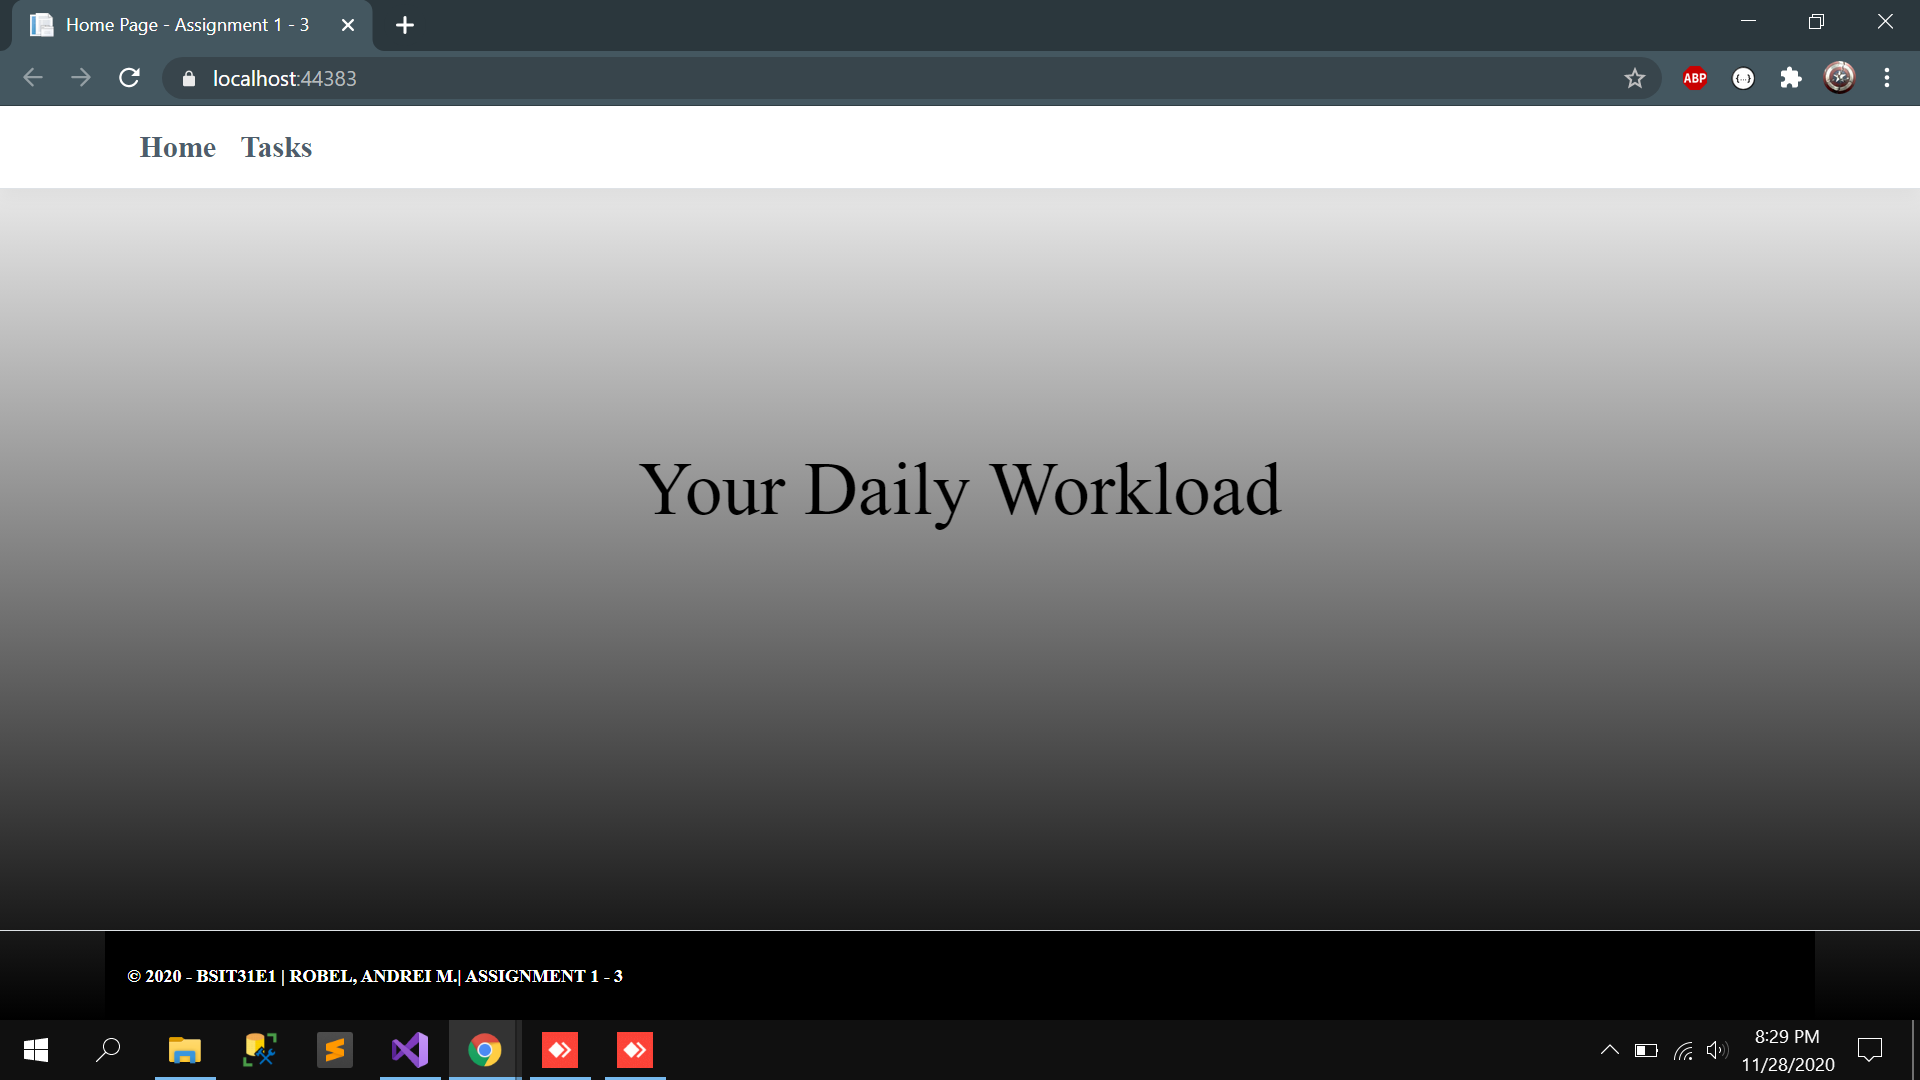 Home Page - Assignment 1 - 3
localhost:44383
ABP
Home Tasks
Your Daily Workload
© 2020 - BSIT31E1 | ROBEL, ANDREI M.| ASSIGNMENT 1 - 3
8:29 PM
11/28/2020